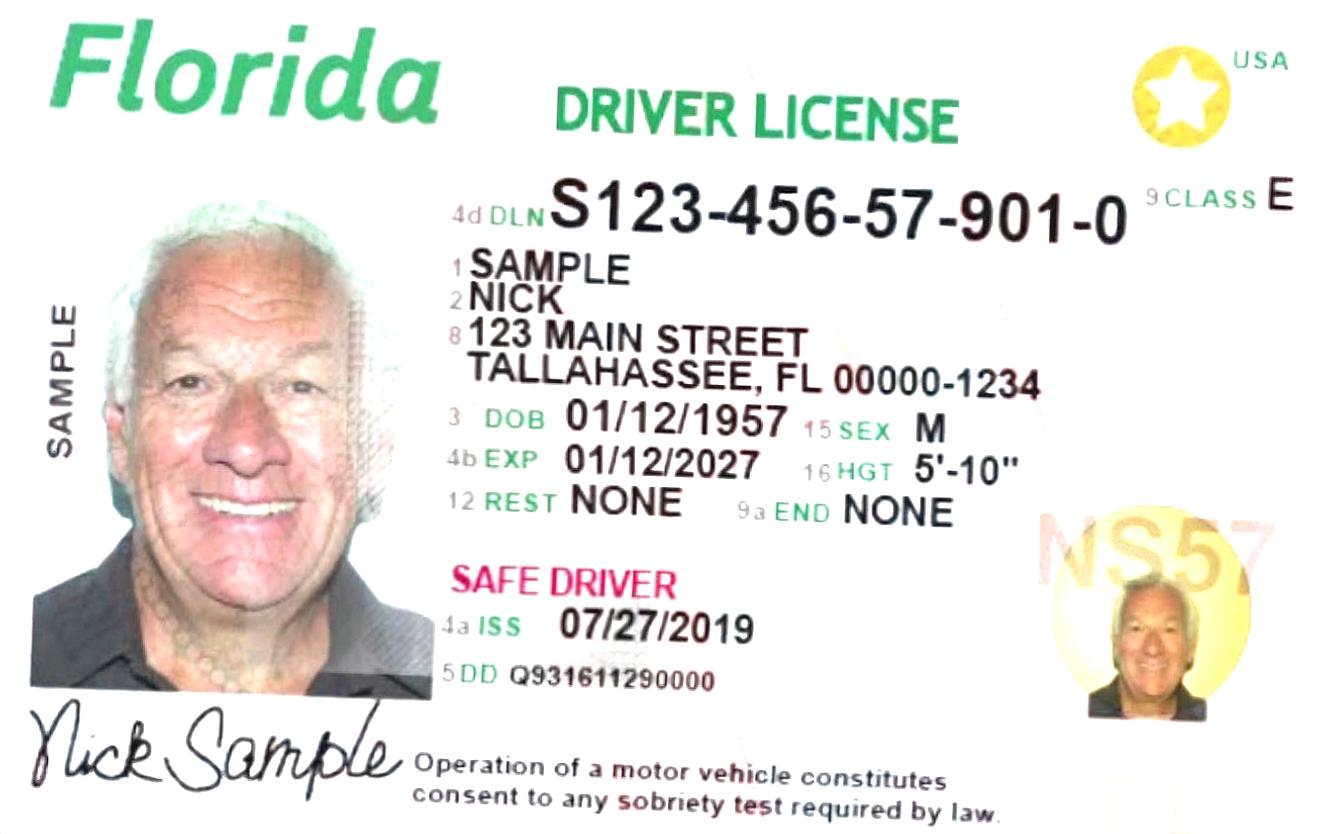 Florida
DRIVER LICENSE
USA
4d DLN S123-456-57-901-0
9 CLASS E
1 SAMPLE
2 NICK
8 123 MAIN STREET
TALLAHASSEE, FL 00000-1234
3 DOB 01/12/1957 15 SEX M
4b EXP 01/12/2027 16 HGT 5'-10"
12 REST NONE 9a END NONE
SAFE DRIVER
4a ISS 07/27/2019
5 DD Q931611290000
SAMPLE
NS57
Nick Sample
Operation of a motor vehicle constitutes
consent to any sobriety test required by law.